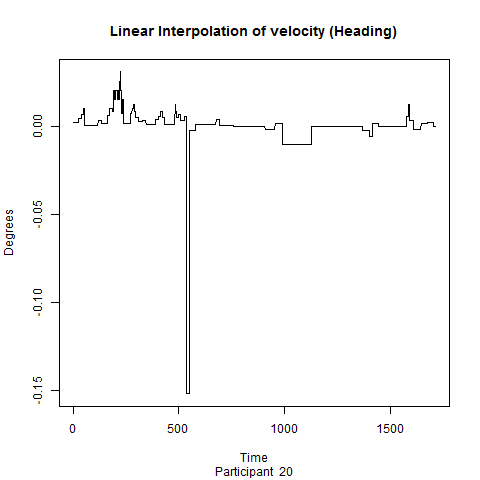 Linear Interpolation of velocity (Heading)
0.00
-0.05
-0.10
-0.15
Degrees
0
500
1000
1500
Time
Participant 20